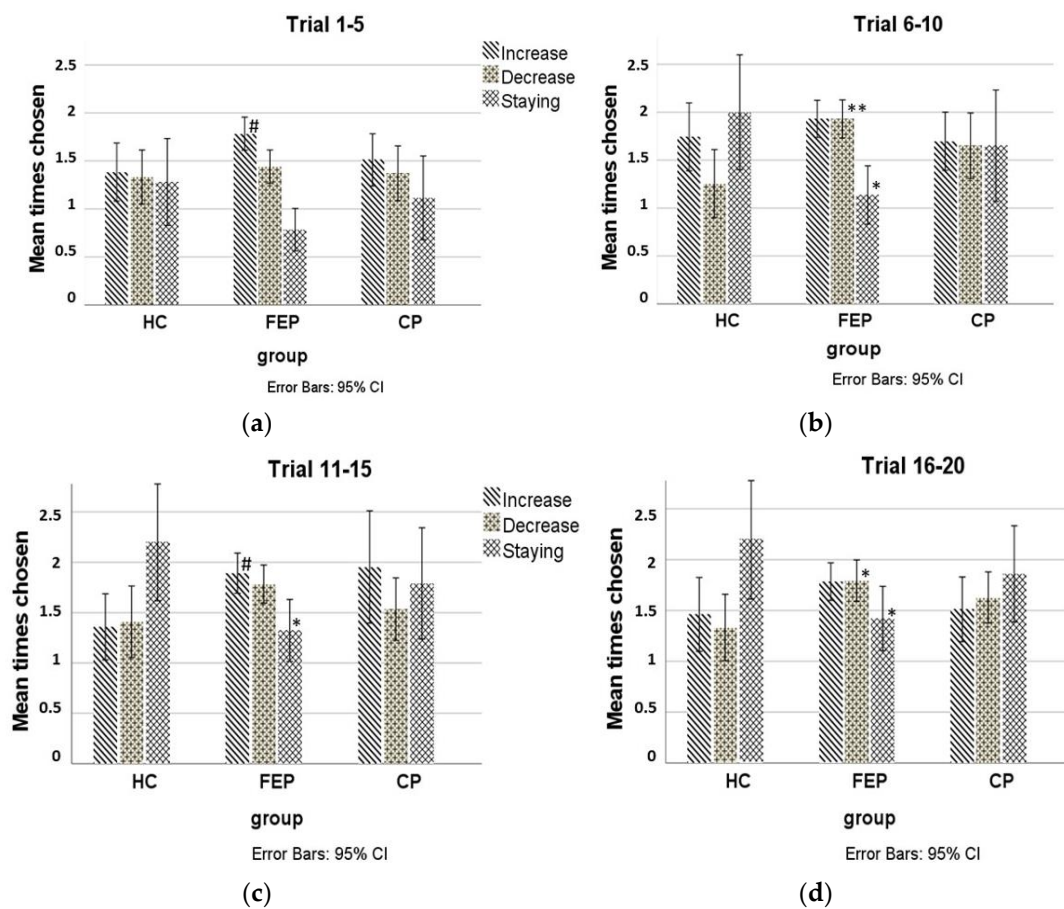 Trial 1-5
Mean times chosen
2.5
2
1.5
1
0.5
0
#
HC
FEP
CP
group
Error Bars: 95% CI
Increase
Decrease
Staying
(a)
Trial 6-10
Mean times chosen
2.5
2
1.5
1
0.5
0
**
*
HC
FEP
CP
group
Error Bars: 95% CI
(b)
Trial 11-15
Mean times chosen
2.5
2
1.5
1
0.5
0
#
*
HC
FEP
CP
group
Error Bars: 95% CI
Increase
Decrease
Staying
(c)
Trial 16-20
Mean times chosen
2.5
2
1.5
1
0.5
0
*
*
HC
FEP
CP
group
Error Bars: 95% CI
(d)